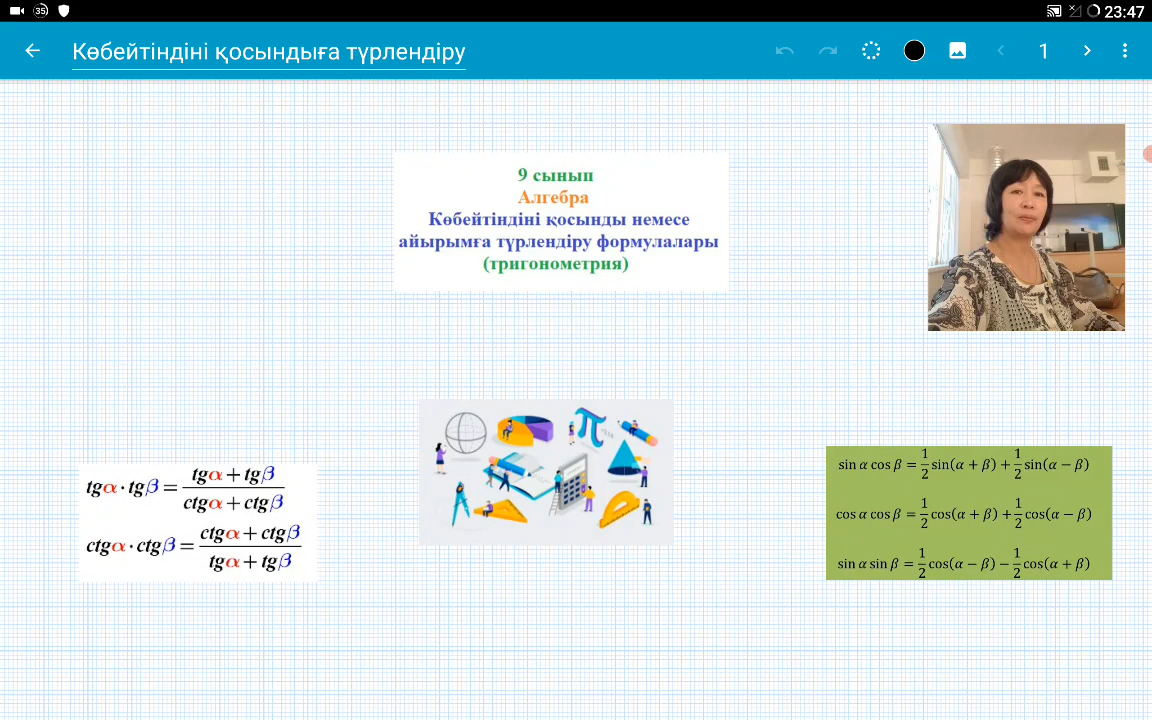 35
23:47
Көбейтіндіні қосындыға түрлендіру
1
9 сынып
Алгебра
Көбейтіндіні қосынды немесе
айырымға түрлендіру формулалары
(тригонометрия)
π
tgα · tgβ = (tgα + tgβ) / (ctgα + ctgβ)
ctgα · ctgβ = (ctgα + ctgβ) / (tgα + tgβ)
sin α cos β = 1/2 sin(α + β) + 1/2 sin(α − β)
cos α cos β = 1/2 cos(α + β) + 1/2 cos(α − β)
sin α sin β = 1/2 cos(α − β) − 1/2 cos(α + β)